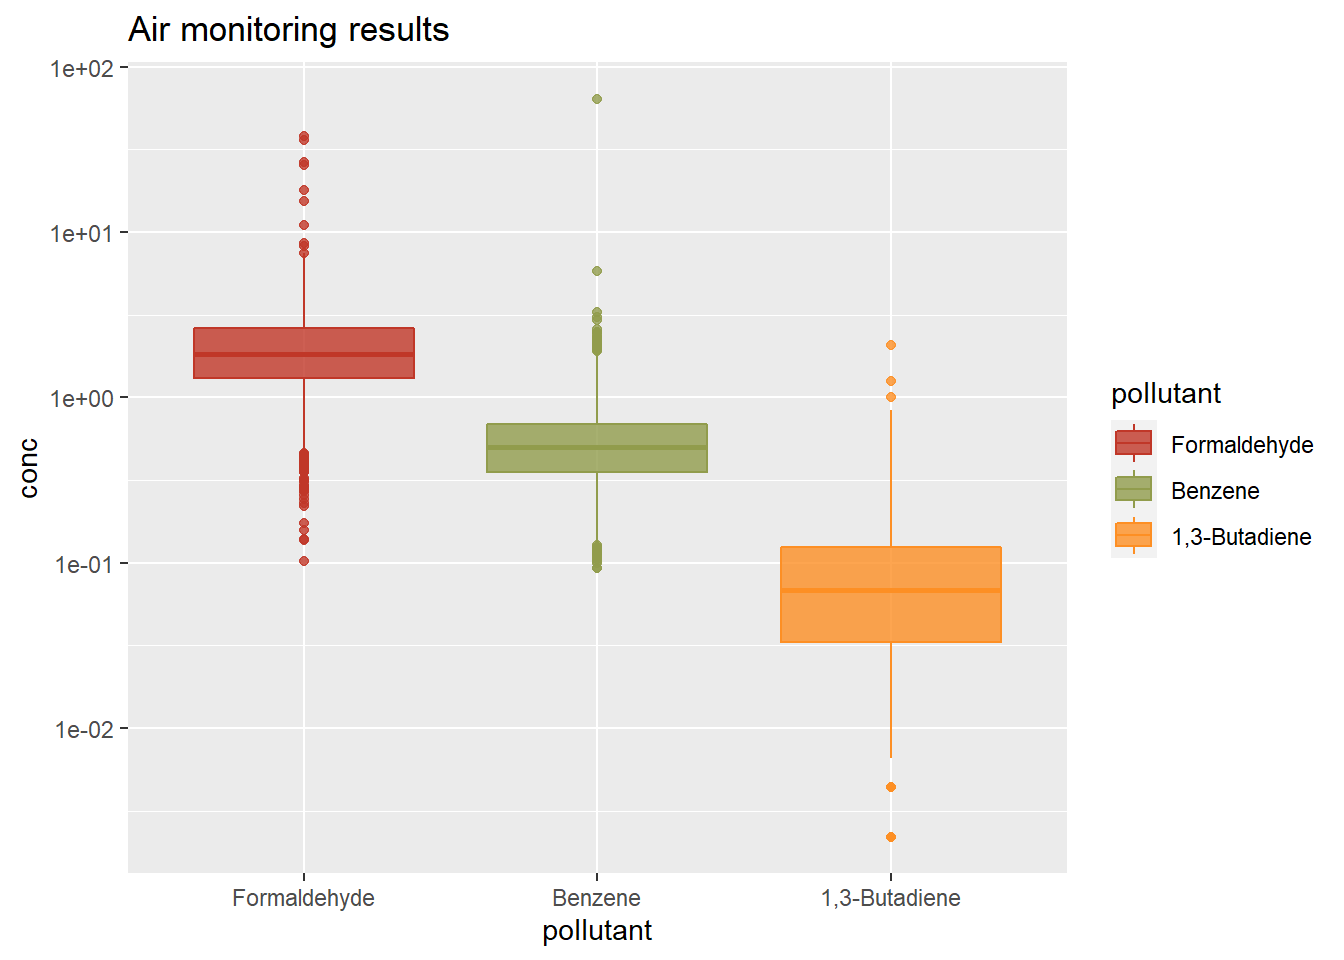 Air monitoring results
1e+02
1e+01
1e+00
1e-01
1e-02
conc
Formaldehyde
Benzene
1,3-Butadiene
pollutant
pollutant
Formaldehyde
Benzene
1,3-Butadiene